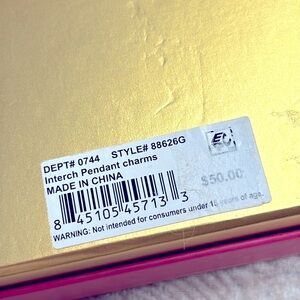 DEPT# 0744 STYLE# 88626G
Interch Pendant charms
MADE IN CHINA
$50.00
8 45105 45713 3
WARNING: Not intended for consumers under 15 years of age.